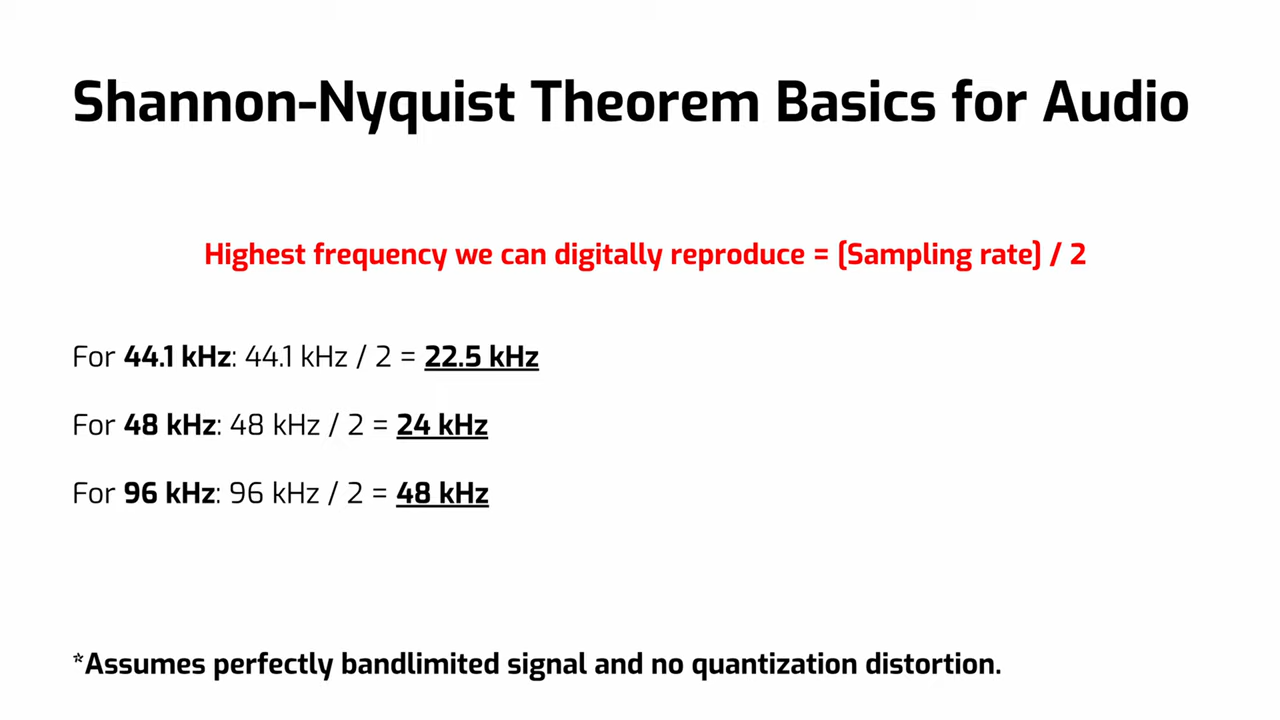 Shannon-Nyquist Theorem Basics for Audio
Highest frequency we can digitally reproduce = [Sampling rate] / 2
For 44.1 kHz: 44.1 kHz / 2 = 22.5 kHz
For 48 kHz: 48 kHz / 2 = 24 kHz
For 96 kHz: 96 kHz / 2 = 48 kHz
*Assumes perfectly bandlimited signal and no quantization distortion.